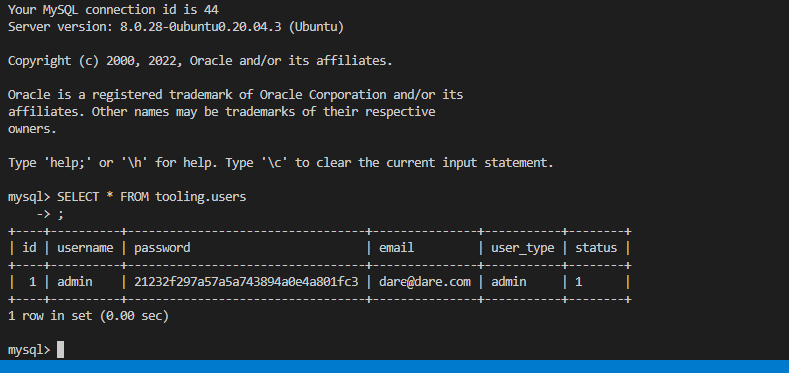 Your MySQL connection id is 44
Server version: 8.0.28-0ubuntu0.20.04.3 (Ubuntu)
Copyright (c) 2000, 2022, Oracle and/or its affiliates.
Oracle is a registered trademark of Oracle Corporation and/or its
affiliates. Other names may be trademarks of their respective
owners.
Type 'help;' or '\h' for help. Type '\c' to clear the current input statement.
mysql> SELECT * FROM tooling.users
    -> ;
+----+----------+----------------------------------+---------------+-----------+--------+
| id | username | password                         | email         | user_type | status |
+----+----------+----------------------------------+---------------+-----------+--------+
|  1 | admin    | 21232f297a57a5a743894a0e4a801fc3 | dare@dare.com | admin     | 1      |
+----+----------+----------------------------------+---------------+-----------+--------+
1 row in set (0.00 sec)
mysql>